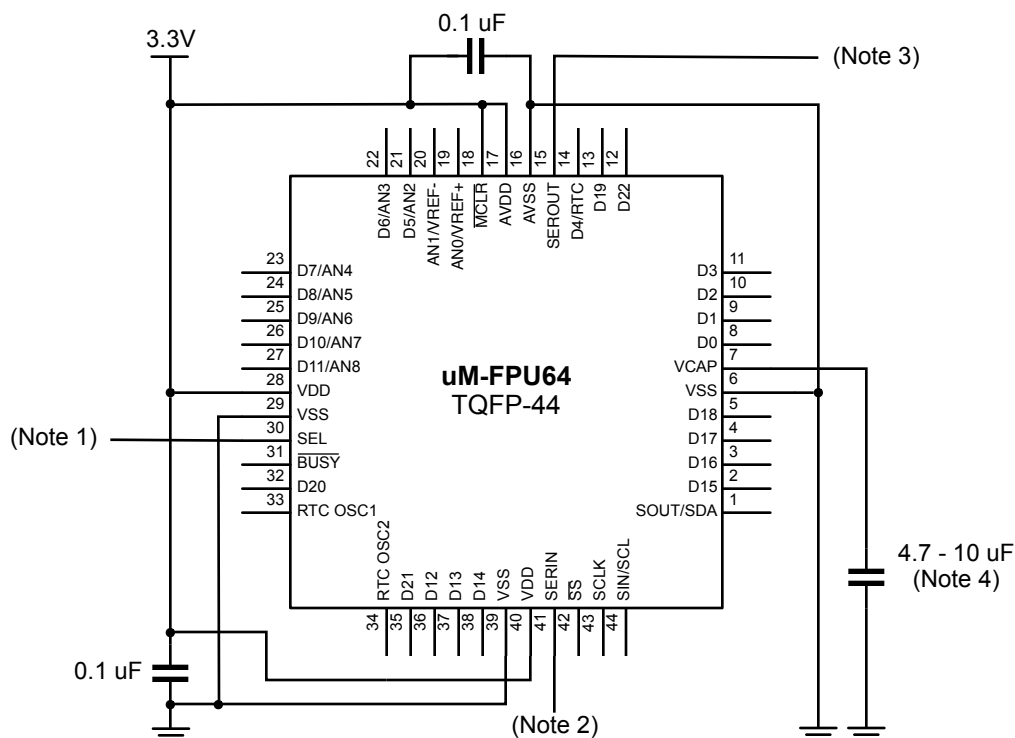 0.1 uF
3.3V
(Note 3)
22
21
20
19
18
17
16
15
14
13
12
D6/AN3
D5/AN2
AN1/VREF-
AN0/VREF+
MCLR
AVDD
AVSS
SEROUT
D4/RTC
D19
D22
23 D7/AN4
24 D8/AN5
25 D9/AN6
26 D10/AN7
27 D11/AN8
28 VDD
29 VSS
(Note 1) 30 SEL
31 BUSY
32 D20
33 RTC OSC1
uM-FPU64
TQFP-44
D3 11
D2 10
D1 9
D0 8
VCAP 7
VSS 6
D18 5
D17 4
D16 3
D15 2
SOUT/SDA 1
4.7 - 10 uF
(Note 4)
RTC OSC2
D21
D12
D13
D14
VSS
VDD
SERIN
SS
SCLK
SIN/SCL
34
35
36
37
38
39
40
41
42
43
44
0.1 uF
(Note 2)